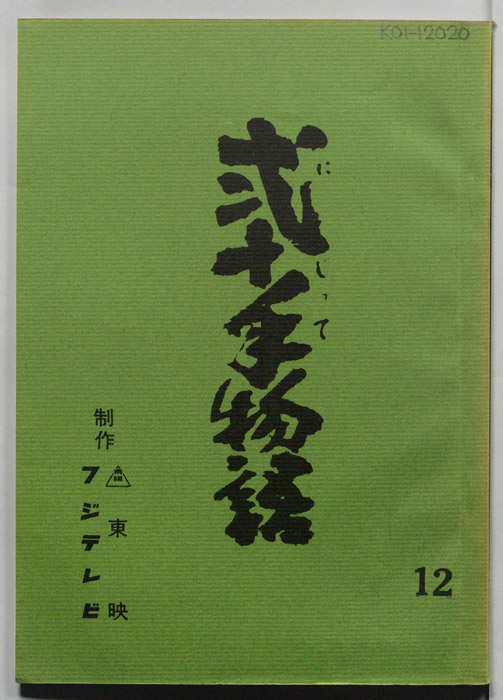 K01-12020
弐十手物語
にじって
制作
東映
フジテレビ
12